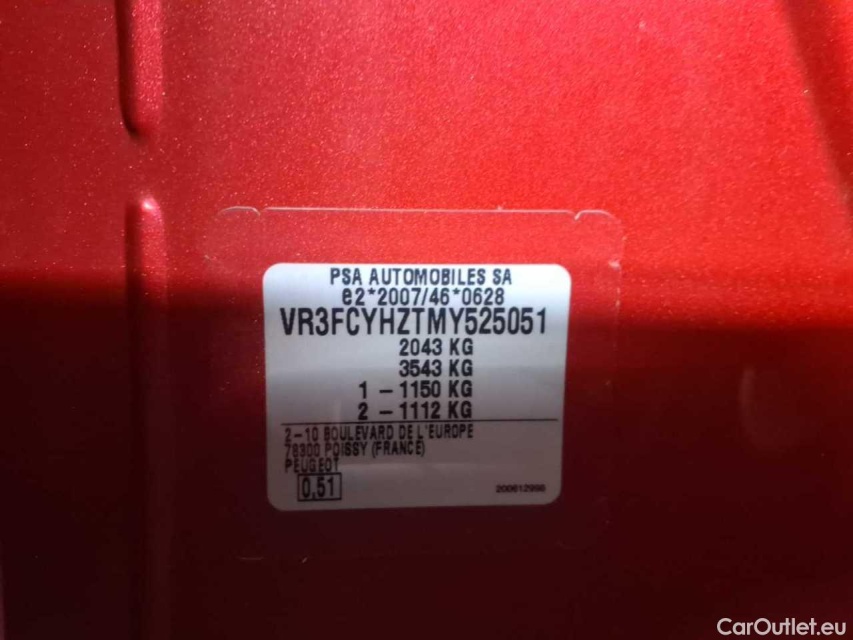 PSA AUTOMOBILES SA
e2*2007/46*0628
VR3FCYHZTMY525051
2043 KG
3543 KG
1 – 1150 KG
2 – 1112 KG
2–10 BOULEVARD DE L'EUROPE
78300 POISSY (FRANCE)
PEUGEOT
0.51
CarOutlet.eu